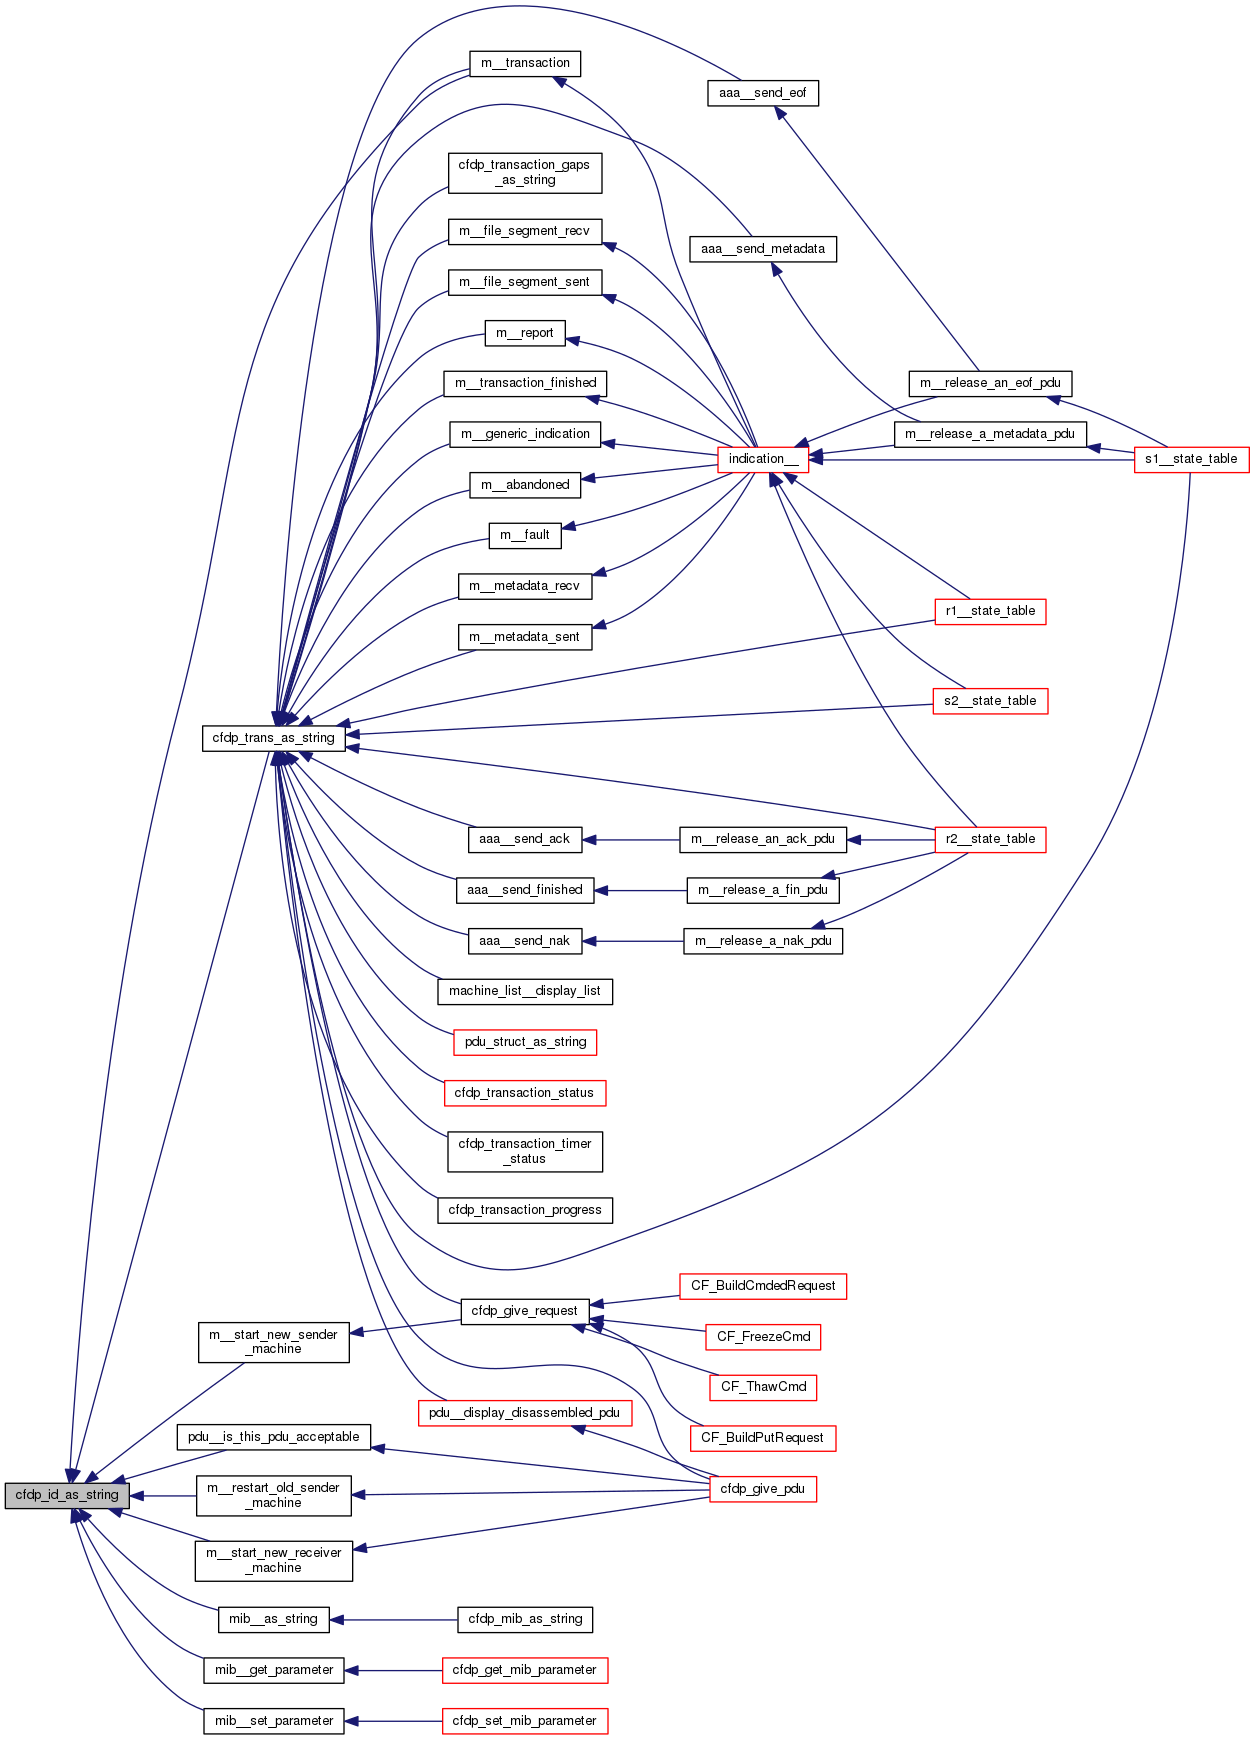 m__transaction
aaa__send_eof
cfdp_transaction_gaps
_as_string
m__file_segment_recv
aaa__send_metadata
m__file_segment_sent
m__report
m__transaction_finished
m__release_an_eof_pdu
m__generic_indication
m__release_a_metadata_pdu
indication__
s1__state_table
m__abandoned
m__fault
m__metadata_recv
r1__state_table
m__metadata_sent
s2__state_table
cfdp_trans_as_string
aaa__send_ack
m__release_an_ack_pdu
r2__state_table
aaa__send_finished
m__release_a_fin_pdu
aaa__send_nak
m__release_a_nak_pdu
machine_list__display_list
pdu_struct_as_string
cfdp_transaction_status
cfdp_transaction_timer
_status
cfdp_transaction_progress
CF_BuildCmdedRequest
cfdp_give_request
m__start_new_sender
_machine
CF_FreezeCmd
CF_ThawCmd
pdu__display_disassembled_pdu
pdu__is_this_pdu_acceptable
CF_BuildPutRequest
cfdp_id_as_string
m__restart_old_sender
_machine
cfdp_give_pdu
m__start_new_receiver
_machine
mib__as_string
cfdp_mib_as_string
mib__get_parameter
cfdp_get_mib_parameter
mib__set_parameter
cfdp_set_mib_parameter